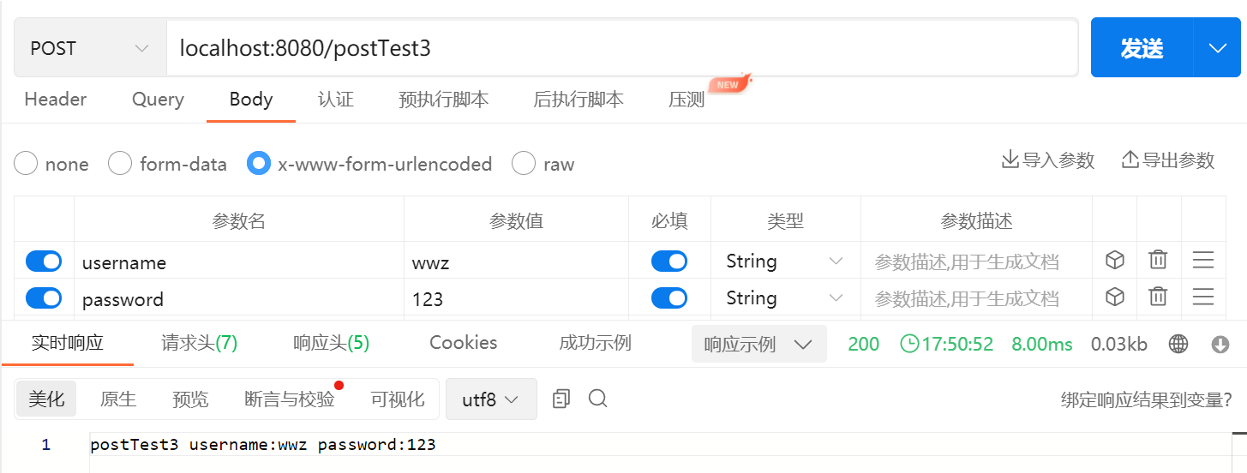 POST localhost:8080/postTest3 发送
Header Query Body 认证 预执行脚本 后执行脚本 压测 NEW
none form-data x-www-form-urlencoded raw 导入参数 导出参数
参数名 参数值 必填 类型 参数描述
username wwz String 参数描述,用于生成文档
password 123 String 参数描述,用于生成文档
实时响应 请求头(7) 响应头(5) Cookies 成功示例 响应示例 200 17:50:52 8.00ms 0.03kb
美化 原生 预览 断言与校验 可视化 utf8 绑定响应结果到变量?
1 postTest3 username:wwz password:123